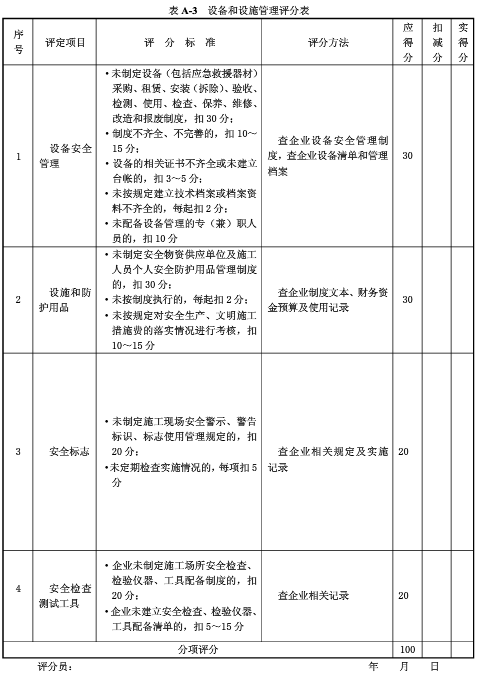 表 A-3 设备和设施管理评分表
序号
评定项目
评 分 标 准
评分方法
应得分
扣减分
实得分
1
设备安全
管理
·未制定设备（包括应急救援器材）
采购、租赁、安装（拆除）、验收、
检测、使用、检查、保养、维修、
改造和报废制度，扣 30 分；
·制度不齐全、不完善的，扣 10～
15 分；
·设备的相关证书不齐全或未建立
台帐的，扣 3～5 分；
·未按规定建立技术档案或档案资
料不齐全的，每起扣 2 分；
·未配备设备管理的专（兼）职人
员的，扣 10 分
查企业设备安全管理制
度，查企业设备清单和管理
档案
30
2
设施和防
护用品
·未制定安全物资供应单位及施工
人员个人安全防护用品管理制度
的，扣 30 分；
·未按制度执行的，每起扣 2 分；
·未按规定对安全生产、文明施工
措施费的落实情况进行考核，扣
10～15 分
查企业制度文本、财务资
金预算及使用记录
30
3
安全标志
·未制定施工现场安全警示、警告
标识、标志使用管理规定的，扣
20 分；
·未定期检查实施情况的，每项扣 5
分
查企业相关规定及实施
记录
20
4
安全检查
测试工具
·企业未制定施工场所安全检查、
检验仪器、工具配备制度的，扣
20 分；
·企业未建立安全检查、检验仪器、
工具配备清单的，扣 5～15 分
查企业相关记录
20
分项评分
100
评分员：
年 月 日